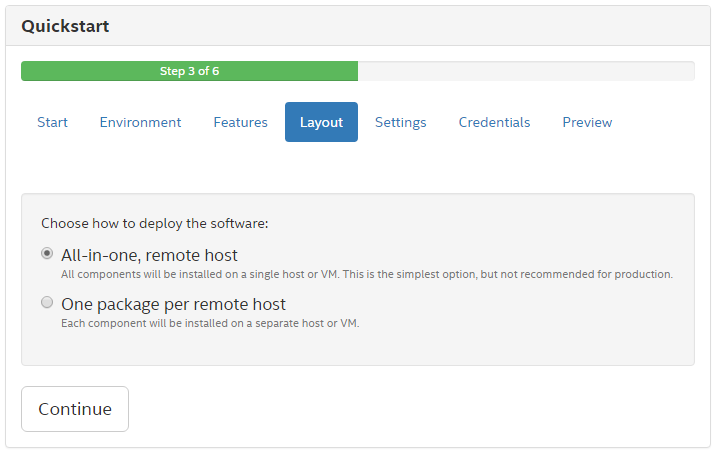 Quickstart
Step 3 of 6
Start Environment Features Layout Settings Credentials Preview
Choose how to deploy the software:
All-in-one, remote host
All components will be installed on a single host or VM. This is the simplest option, but not recommended for production.
One package per remote host
Each component will be installed on a separate host or VM.
Continue